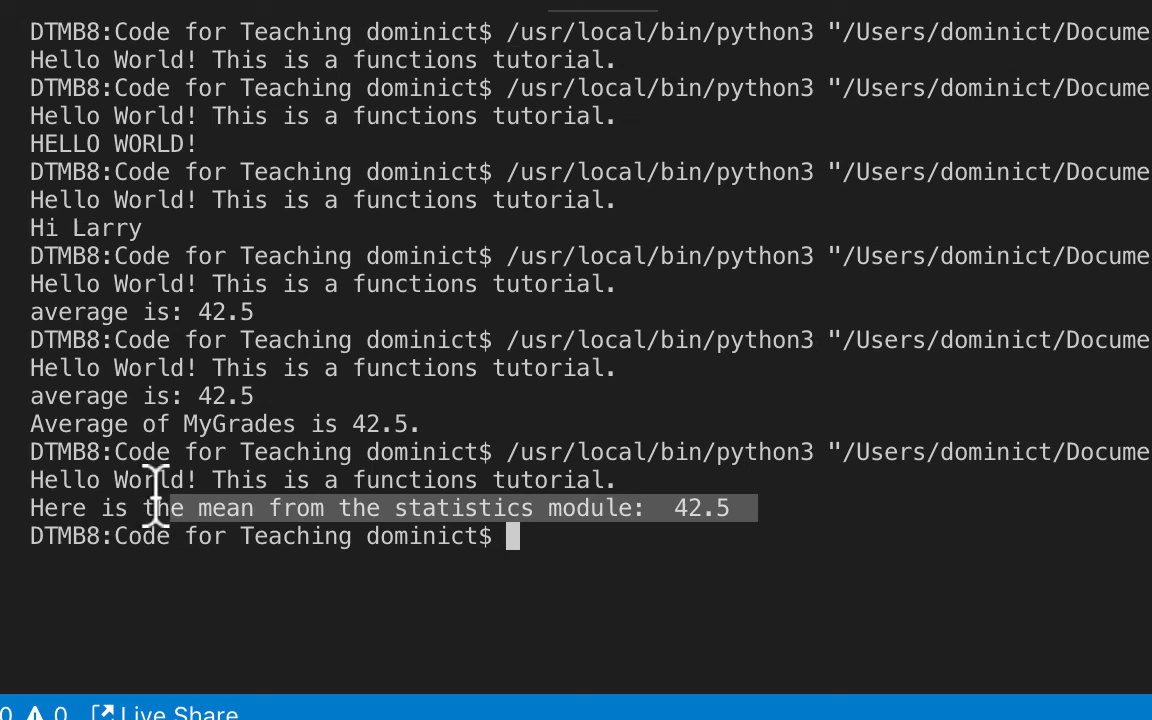 DTMB8:Code for Teaching dominict$ /usr/local/bin/python3 "/Users/dominict/Docume
Hello World! This is a functions tutorial.
DTMB8:Code for Teaching dominict$ /usr/local/bin/python3 "/Users/dominict/Docume
Hello World! This is a functions tutorial.
HELLO WORLD!
DTMB8:Code for Teaching dominict$ /usr/local/bin/python3 "/Users/dominict/Docume
Hello World! This is a functions tutorial.
Hi Larry
DTMB8:Code for Teaching dominict$ /usr/local/bin/python3 "/Users/dominict/Docume
Hello World! This is a functions tutorial.
average is: 42.5
DTMB8:Code for Teaching dominict$ /usr/local/bin/python3 "/Users/dominict/Docume
Hello World! This is a functions tutorial.
average is: 42.5
Average of MyGrades is 42.5.
DTMB8:Code for Teaching dominict$ /usr/local/bin/python3 "/Users/dominict/Docume
Hello World! This is a functions tutorial.
Here is the mean from the statistics module:  42.5
DTMB8:Code for Teaching dominict$
0 0 Live Share